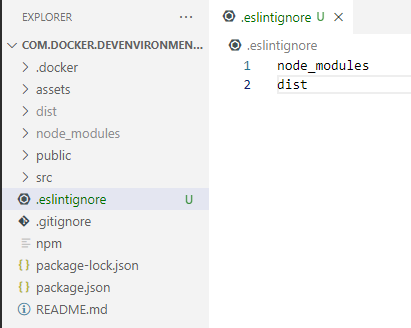 EXPLORER
COM.DOCKER.DEVENVIRONMEN...
.docker
assets
dist
node_modules
public
src
.eslintignore U
.gitignore
npm
package-lock.json
package.json
README.md
.eslintignore U
.eslintignore
1 node_modules
2 dist